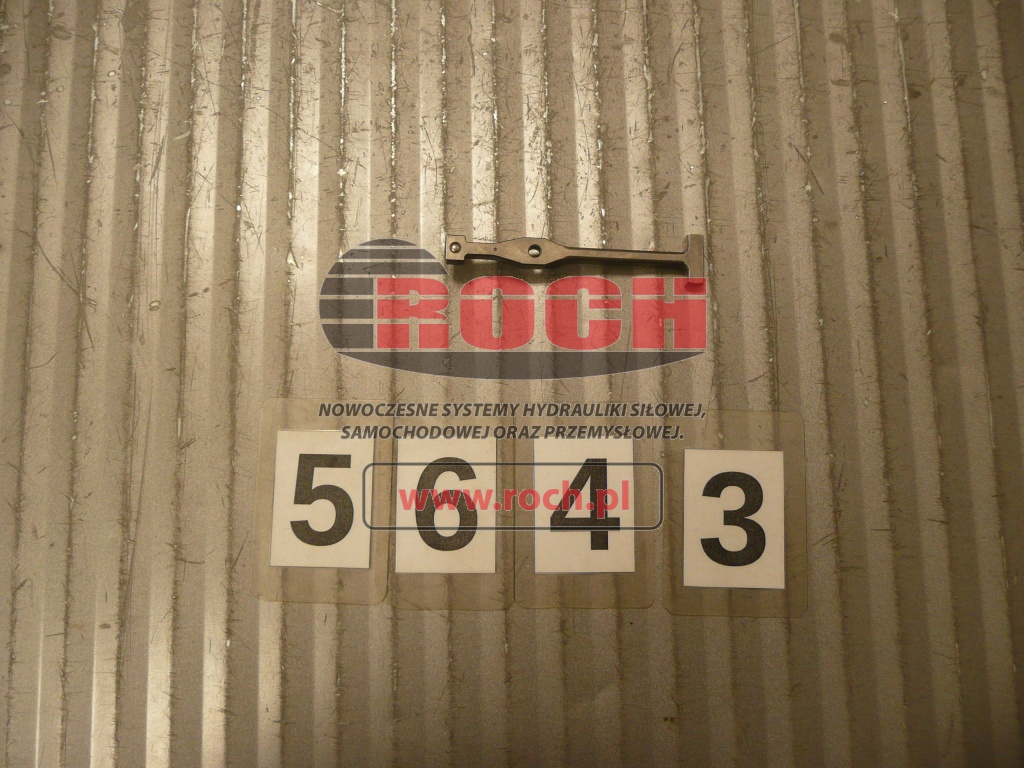 ROCH
NOWOCZESNE SYSTEMY HYDRAULIKI SIŁOWEJ,
SAMOCHODOWEJ ORAZ PRZEMYSŁOWEJ.
www.roch.pl
5 6 4 3